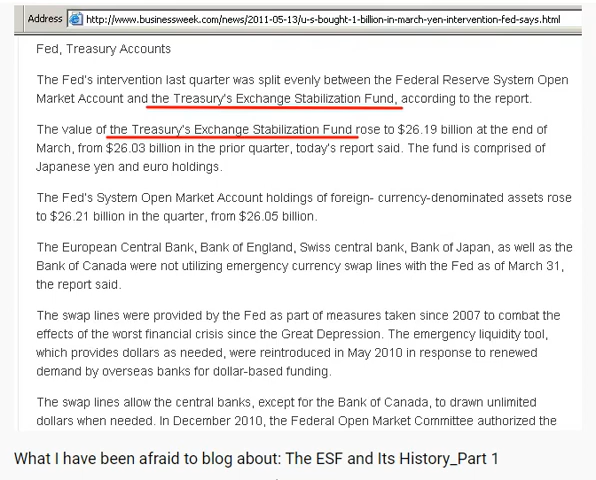 Address http://www.businessweek.com/news/2011-05-13/u-s-bought-1-billion-in-march-yen-intervention-fed-says.html
Fed, Treasury Accounts
The Fed's intervention last quarter was split evenly between the Federal Reserve System Open
Market Account and the Treasury's Exchange Stabilization Fund, according to the report.
The value of the Treasury's Exchange Stabilization Fund rose to $26.19 billion at the end of
March, from $26.03 billion in the prior quarter, today's report said. The fund is comprised of
Japanese yen and euro holdings.
The Fed's System Open Market Account holdings of foreign- currency-denominated assets rose
to $26.21 billion in the quarter, from $26.05 billion.
The European Central Bank, Bank of England, Swiss central bank, Bank of Japan, as well as the
Bank of Canada were not utilizing emergency currency swap lines with the Fed as of March 31,
the report said.
The swap lines were provided by the Fed as part of measures taken since 2007 to combat the
effects of the worst financial crisis since the Great Depression. The emergency liquidity tool,
which provides dollars as needed, were reintroduced in May 2010 in response to renewed
demand by overseas banks for dollar-based funding.
The swap lines allow the central banks, except for the Bank of Canada, to drawn unlimited
dollars when needed. In December 2010, the Federal Open Market Committee authorized the
What I have been afraid to blog about: The ESF and Its History_Part 1